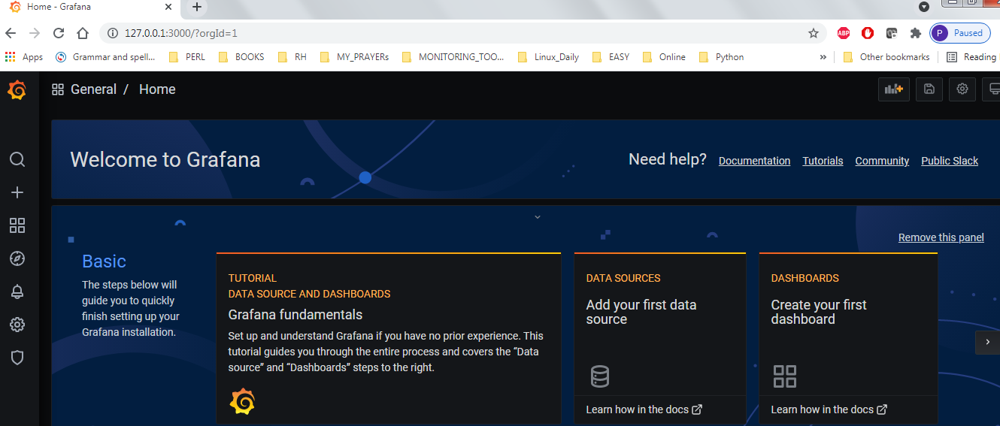 Home - Grafana
127.0.0.1:3000/?orgId=1
ABP
P Paused
Apps Grammar and spell... PERL BOOKS RH MY_PRAYERs MONITORING_TOO... Linux_Daily EASY Online Python » Other bookmarks Reading
General / Home
Welcome to Grafana
Need help? Documentation Tutorials Community Public Slack
Remove this panel
Basic
The steps below will
guide you to quickly
finish setting up your
Grafana installation.
TUTORIAL
DATA SOURCE AND DASHBOARDS
Grafana fundamentals
Set up and understand Grafana if you have no prior experience. This
tutorial guides you through the entire process and covers the “Data
source” and “Dashboards” steps to the right.
DATA SOURCES
Add your first data
source
Learn how in the docs
DASHBOARDS
Create your first
dashboard
Learn how in the docs